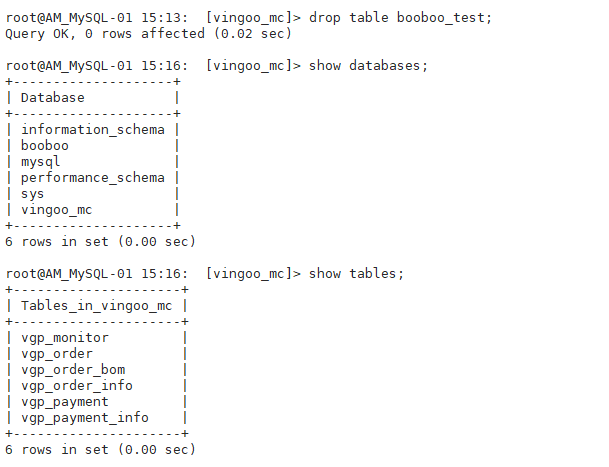 root@AM_MySQL-01 15:13:  [vingoo_mc]> drop table booboo_test;
Query OK, 0 rows affected (0.02 sec)

root@AM_MySQL-01 15:16:  [vingoo_mc]> show databases;
+--------------------+
| Database           |
+--------------------+
| information_schema |
| booboo             |
| mysql              |
| performance_schema |
| sys                |
| vingoo_mc          |
+--------------------+
6 rows in set (0.00 sec)

root@AM_MySQL-01 15:16:  [vingoo_mc]> show tables;
+---------------------+
| Tables_in_vingoo_mc |
+---------------------+
| vgp_monitor         |
| vgp_order           |
| vgp_order_bom       |
| vgp_order_info      |
| vgp_payment         |
| vgp_payment_info    |
+---------------------+
6 rows in set (0.00 sec)